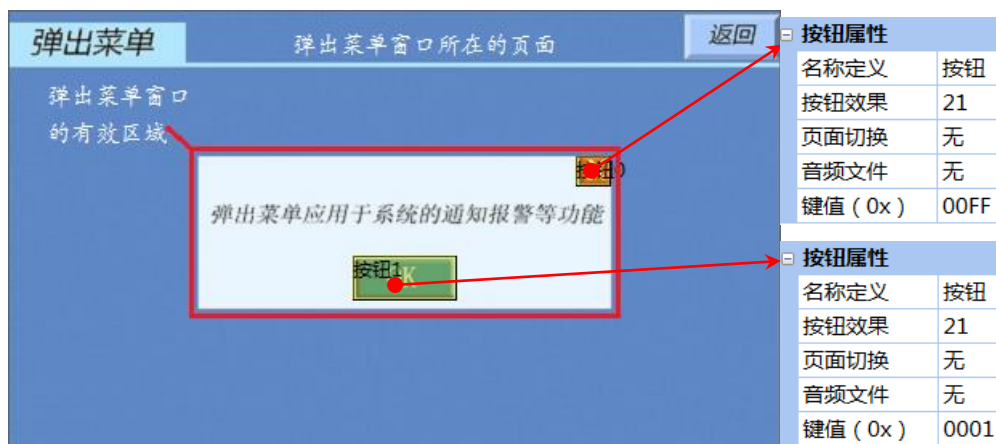 弹出菜单
弹出菜单窗口所在的页面
返回
弹出菜单窗口
的有效区域
按钮0
弹出菜单应用于系统的通知报警等功能
按钮1
K
按钮属性
名称定义 按钮
按钮效果 21
页面切换 无
音频文件 无
键值（0x） 00FF
按钮属性
名称定义 按钮
按钮效果 21
页面切换 无
音频文件 无
键值（0x） 0001